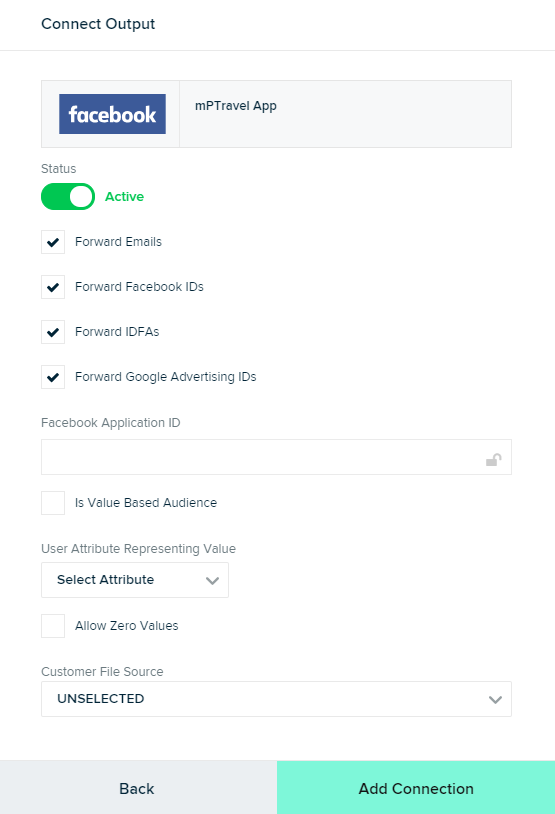 Connect Output
facebook
mPTravel App
Status
Active
Forward Emails
Forward Facebook IDs
Forward IDFAs
Forward Google Advertising IDs
Facebook Application ID
Is Value Based Audience
User Attribute Representing Value
Select Attribute
Allow Zero Values
Customer File Source
UNSELECTED
Back
Add Connection